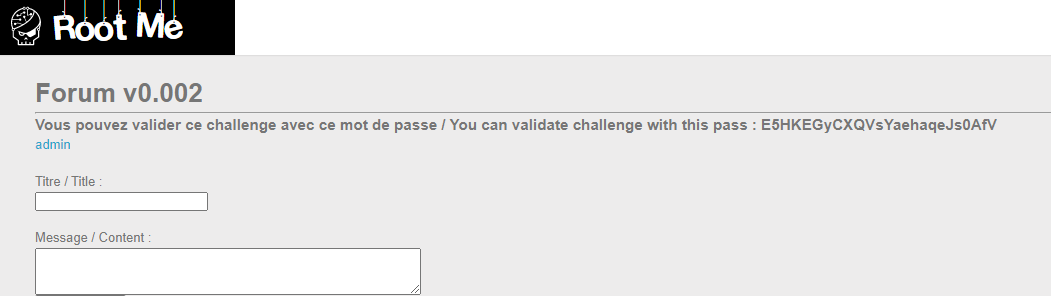 Root Me
Forum v0.002
Vous pouvez valider ce challenge avec ce mot de passe / You can validate challenge with this pass : E5HKEGyCXQVsYaehaqeJs0AfV
admin
Titre / Title :
Message / Content :